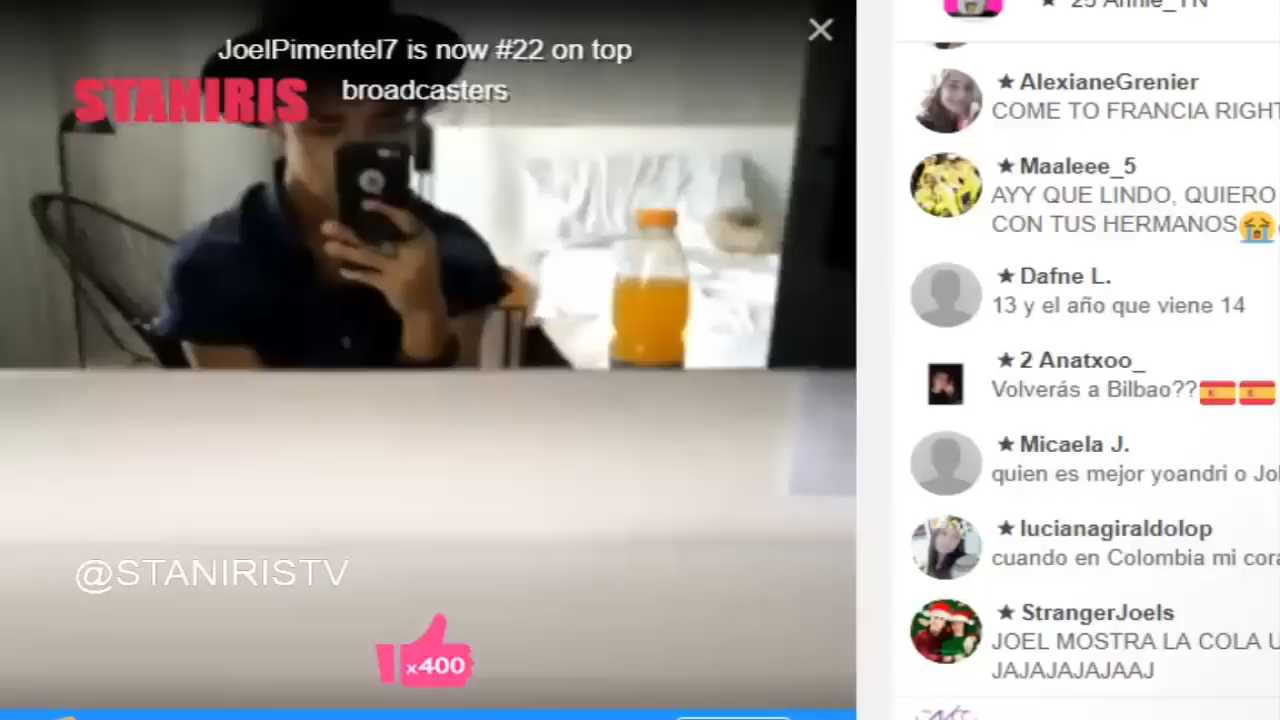 JoelPimentel7 is now #22 on top
broadcasters
STANIRIS
@STANIRISTV
x400
★ 25 Annie_TN
★ AlexianeGrenier
COME TO FRANCIA RIGHT
★ Maaleee_5
AYY QUE LINDO, QUIERO
CON TUS HERMANOS😭
★ Dafne L.
13 y el año que viene 14
★ 2 Anatxoo_
Volverás a Bilbao??🇪🇸🇪🇸
★ Micaela J.
quien es mejor yoandri o Jo
★ lucianagiraldolop
cuando en Colombia mi cora
★ StrangerJoels
JOEL MOSTRA LA COLA U
JAJAJAJAJAAJ